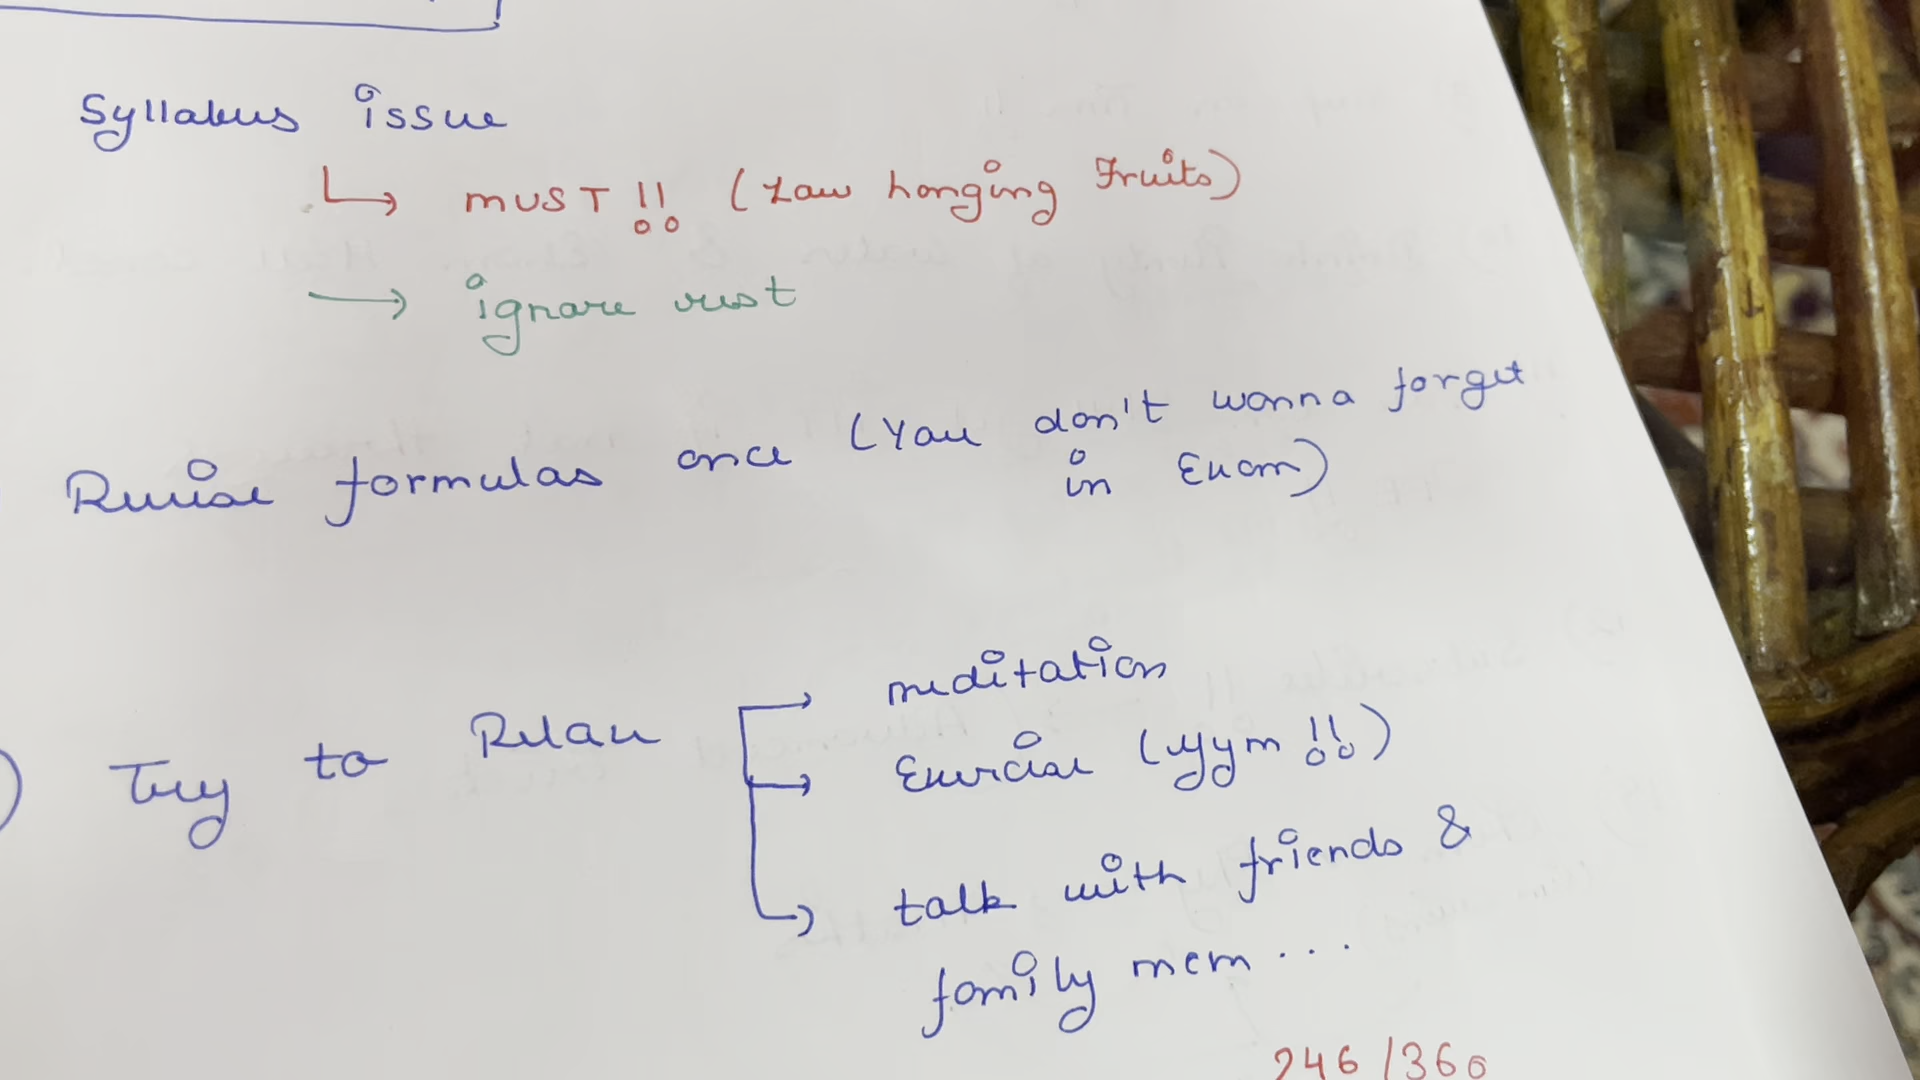 Syllabus issue
↳ MUST!! (Low hanging Fruits)
→ ignore rest
Revise formulas once (You don't wanna forget
in Exam)
) Try to Relax
→ meditation
→ Exercise (Gym!!)
→ talk with friends &
family mem...
246/360